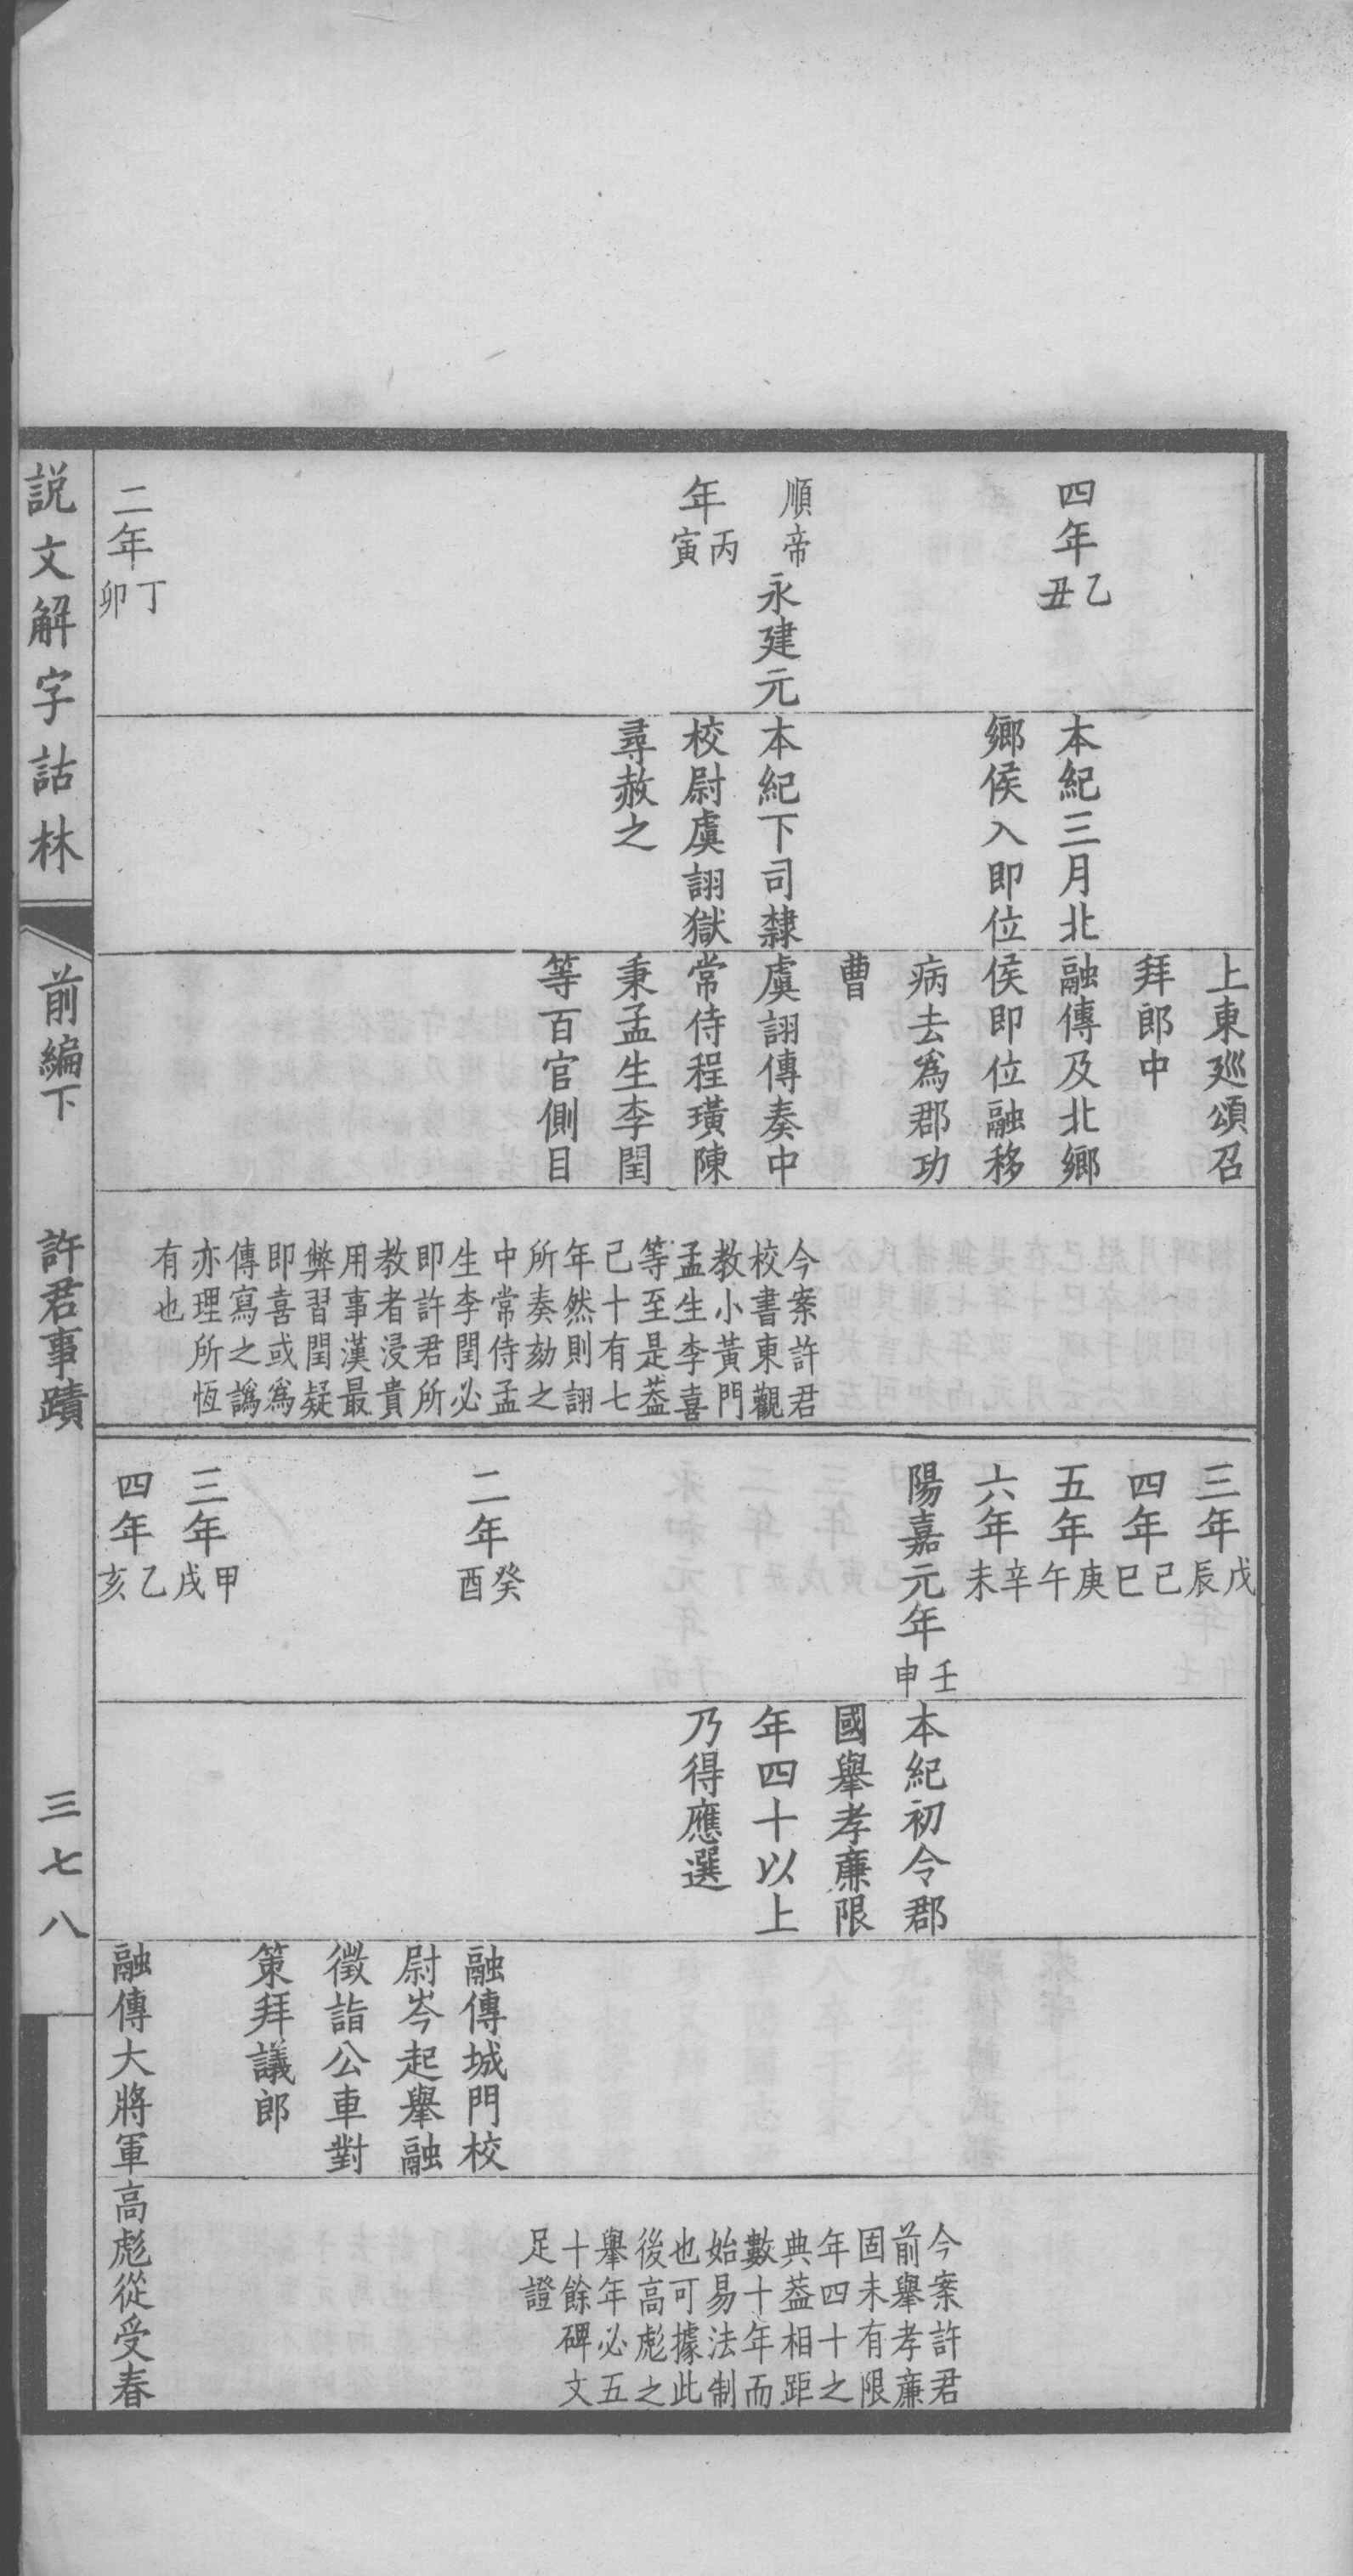 上東廵頌召
拜郎中
四年乙丑
本紀三月北
鄉侯入即位
融傳及北鄉
侯即位融移
病去爲郡功
曹
順帝永建元
年丙寅
本紀下司隸
校尉虞詡獄
尋赦之
虞詡傳奏中
常侍程璜陳
秉孟生李閏
等百官側目
今案許君
校書東觀
教小黃門
孟生李喜
等至是葢
已十有七
年然則詡
所奏劾之
中常侍孟
生李閏必
即許君所
教者浸貴
用事漢最
弊習閏疑
即喜或爲
傳寫之譌
亦理所恆
有也
二年丁卯
三年戊辰
四年己巳
五年庚午
六年辛未
陽嘉元年壬申
本紀初令郡
國舉孝廉限
年四十以上
乃得應選
今案許君
前舉孝廉
固未有限
年四十之
典葢相距
數十年而
始易法制
也可據此
後高彪之
舉年必五
十餘碑文
足證
二年癸酉
融傳城門校
尉岑起舉融
徵詣公車對
策拜議郎
三年甲戌
四年乙亥
融傳大將軍高彪從受春
説文解字詁林
前編下 許君事蹟
三七八